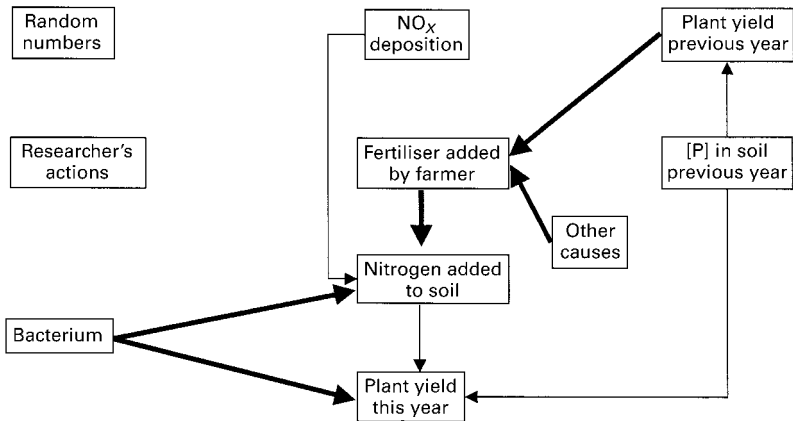 Random
numbers
NOX
deposition
Plant yield
previous year
Researcher's
actions
Fertiliser added
by farmer
[P] in soil
previous year
Other
causes
Nitrogen added
to soil
Bacterium
Plant yield
this year